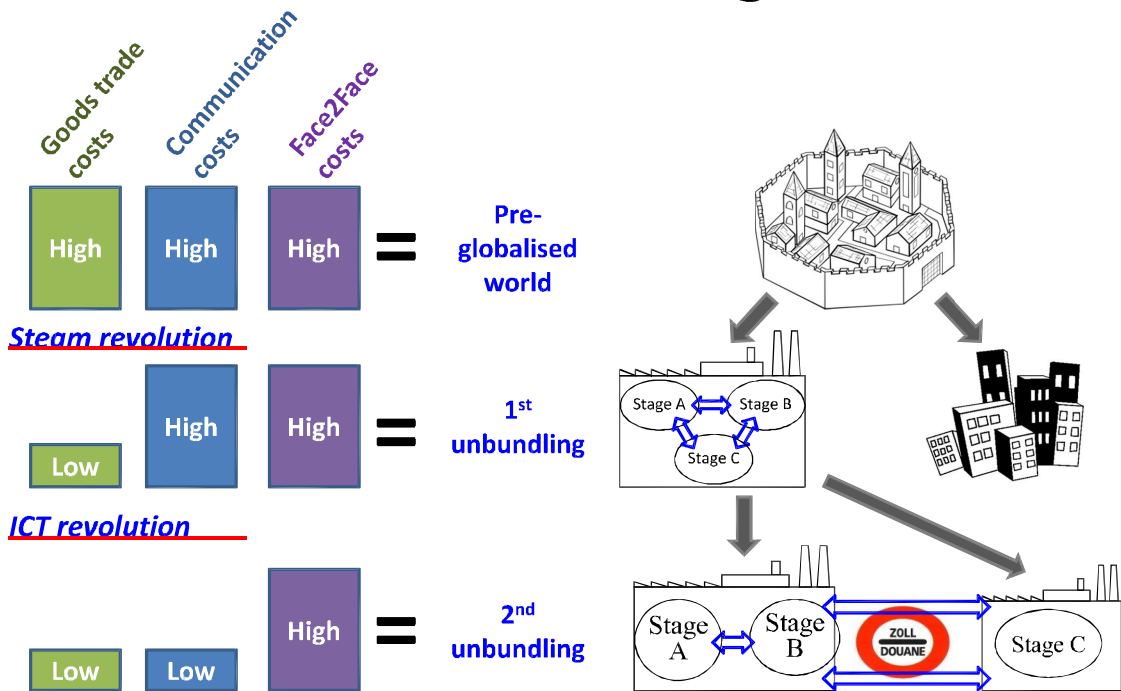 Goods trade
costs
Communication
costs
Face2Face
costs
High
High
High
=
Pre-
globalised
world
Steam revolution
Low
High
High
=
1st
unbundling
Stage A
Stage B
Stage C
ICT revolution
Low
Low
High
=
2nd
unbundling
Stage
A
Stage
B
ZOLL
DOUANE
Stage C